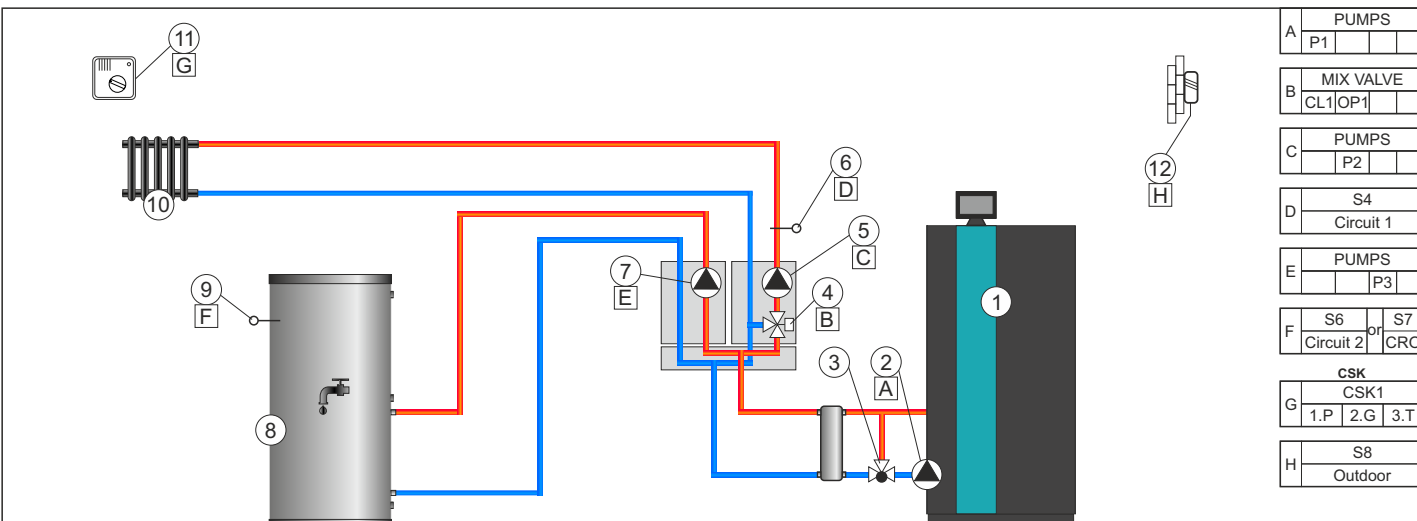 11
G
6
D
5
C
7
E
4
B
9
F
10
8
3
2
A
1
12
H
A PUMPS
P1
B MIX VALVE
CL1 OP1
C PUMPS
P2
D S4
Circuit 1
E PUMPS
P3
F S6 or S7
Circuit 2 CRC
CSK
G CSK1
1.P 2.G 3.T
H S8
Outdoor